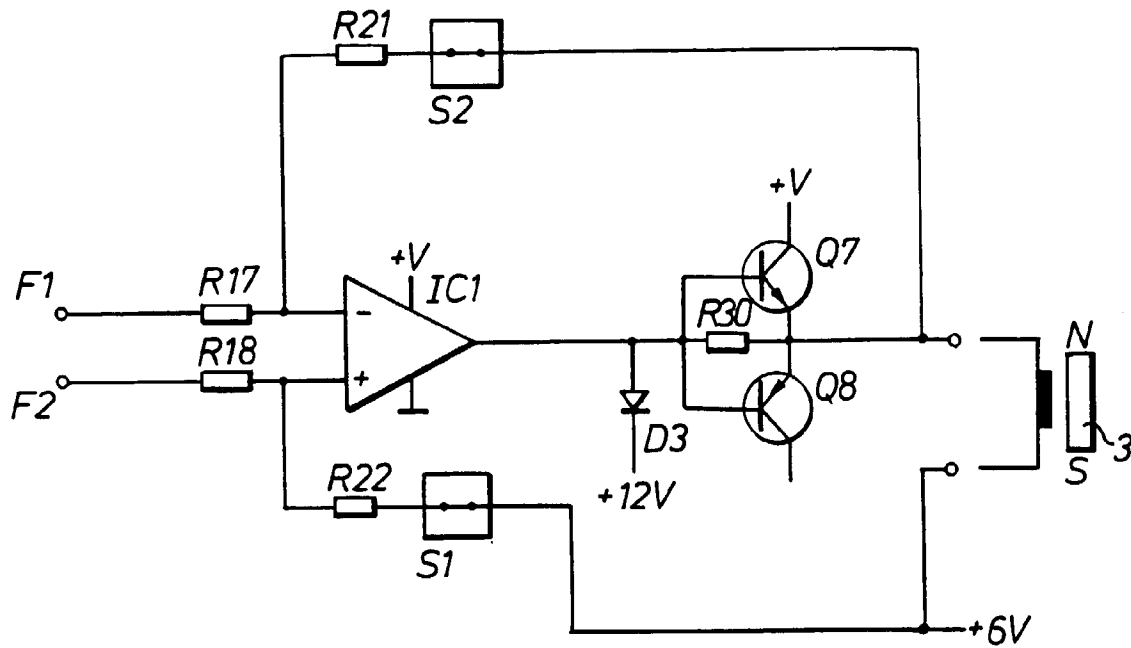 R21
S2
+V
Q7
+V
F1
R17
IC1
−
R30
N
R18
+
F2
Q8
D3
3
R22
+12V
S
S1
+6V